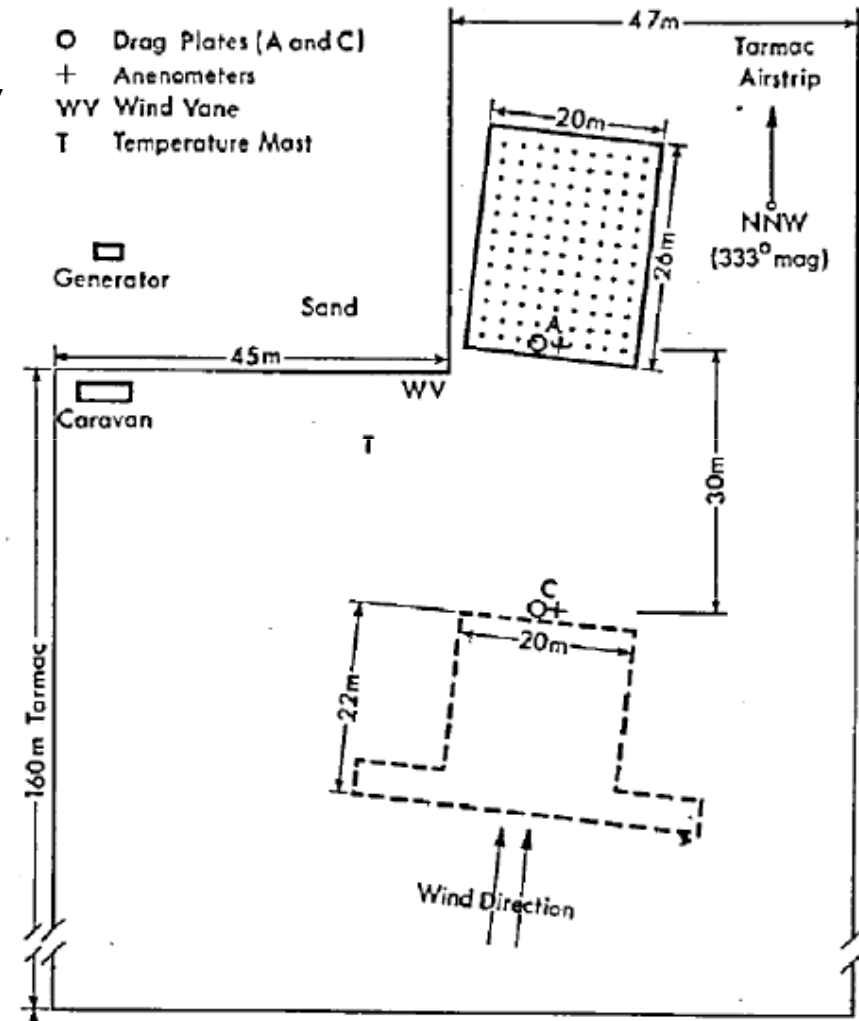 O Drag Plates (A and C)
+ Anenometers
WV Wind Vane
T Temperature Mast
47m
Tarmac
Airstrip
20m
NNW
(333° mag)
26m
Generator
Sand
A
45m
WV
Caravan
T
30m
C
20m
22m
160m Tarmac
Wind Direction